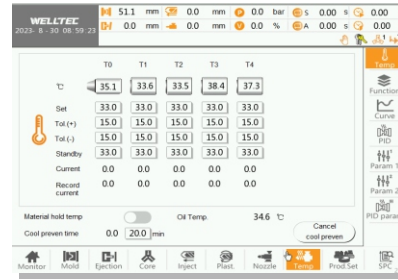 WELLTEC 51.1 mm 0.0 mm 0.0 bar S 0.00 s 0.00
2023- 8 - 30 08:59:23 0.0 mm 0.0 mm 0.0 % A 0.00 s 0.00
T0 T1 T2 T3 T4
℃ 35.1 33.6 33.5 38.4 37.3
Set 33.0 33.0 33.0 33.0 33.0
Tol.(+) 15.0 15.0 15.0 15.0 15.0
Tol.(-) 15.0 15.0 15.0 15.0 15.0
Standby 33.0 33.0 33.0 33.0 33.0
Current 0.0 0.0 0.0 0.0 0.0
Record current 0.0 0.0 0.0 0.0 0.0
Material hold temp Oil Temp. 34.6 ℃
Cool preven time 0.0 20.0 min Cancel cool preven
Temp
Function
Curve
PID
Param 1
Param 2
PID para
Monitor Mold Ejection Core Inject Plast. Nozzle Temp Prod.Set SPC